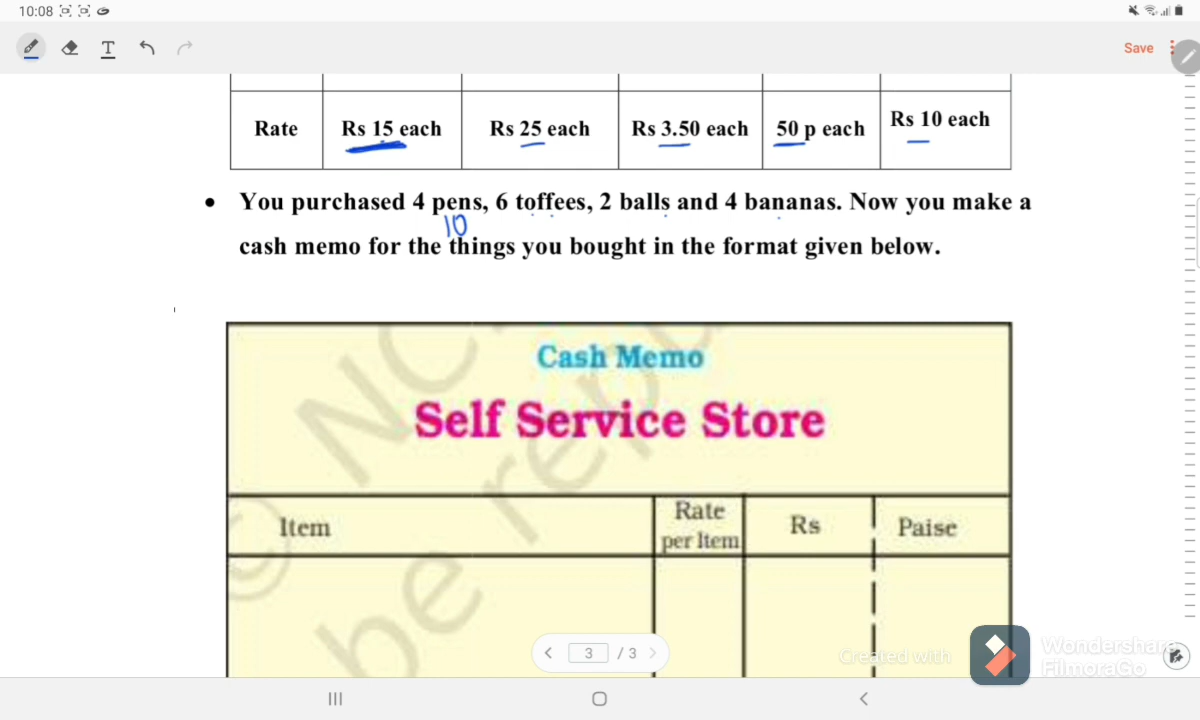 10:08
T
Save
Rate Rs 15 each Rs 25 each Rs 3.50 each 50 p each Rs 10 each
• You purchased 4 pens, 6 toffees, 2 balls and 4 bananas. Now you make a
10
cash memo for the things you bought in the format given below.
Cash Memo
Self Service Store
Item Rate per Item Rs Paise
© NC
be rep
3 / 3
Created with Wondershare
FilmoraGo